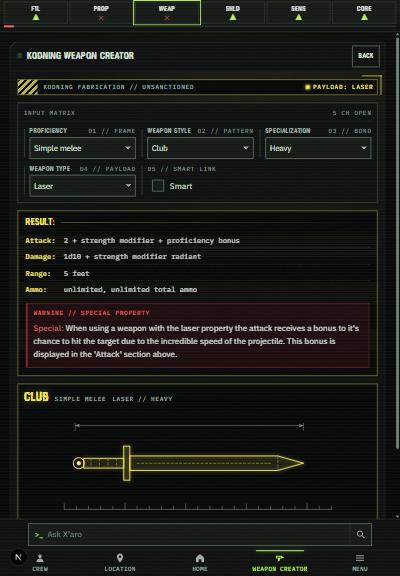 FTL PROP WEAP SHLD SENS CORE
KODNING WEAPON CREATOR
BACK
KODNING FABRICATION // UNSANCTIONED
PAYLOAD: LASER
INPUT MATRIX
5 CH OPEN
PROFICIENCY 01 // FRAME
Simple melee
WEAPON STYLE 02 // PATTERN
Club
SPECIALIZATION 03 // BOND
Heavy
WEAPON TYPE 04 // PAYLOAD
Laser
05 // SMART LINK
Smart
RESULT:
Attack: 2 + strength modifier + proficiency bonus
Damage: 1d10 + strength modifier radiant
Range: 5 feet
Ammo: unlimited, unlimited total ammo
WARNING // SPECIAL PROPERTY
Special: When using a weapon with the laser property the attack receives a bonus to it's
chance to hit the target due to the incredible speed of the projectile. This bonus is
displayed in the 'Attack' section above.
CLUB SIMPLE MELEE LASER // HEAVY
>_ Ask X'aro
N
CREW LOCATION HOME WEAPON CREATOR MENU